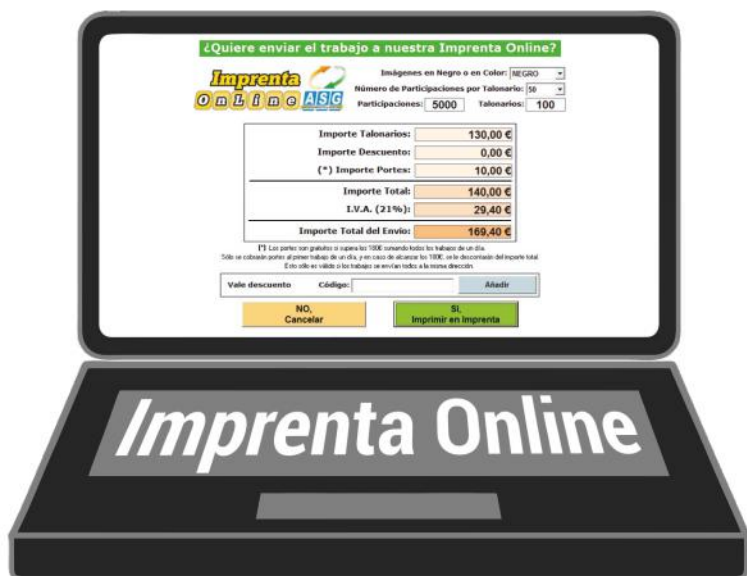 ¿Quiere enviar el trabajo a nuestra Imprenta Online?
Imprenta
OnLine ASG
Imágenes en Negro o en Color: NEGRO
Número de Participaciones por Talonario: 50
Participaciones: 5000 Talonarios: 100
Importe Talonarios: 130,00 €
Importe Descuento: 0,00 €
(*) Importe Portes: 10,00 €
Importe Total: 140,00 €
I.V.A. (21%): 29,40 €
Importe Total del Envío: 169,40 €
(*) Los portes son gratuitos si supera los 180€ sumando todos los trabajos de un día.
Sólo se cobrarán portes al primer trabajo de un día, y en caso de alcanzar los 180€, se le descontarán del importe total.
Esto sólo es válido si los trabajos se envían todos a la misma dirección.
Vale descuento Código: Añadir
NO,
Cancelar
SI,
Imprimir en Imprenta
Imprenta Online